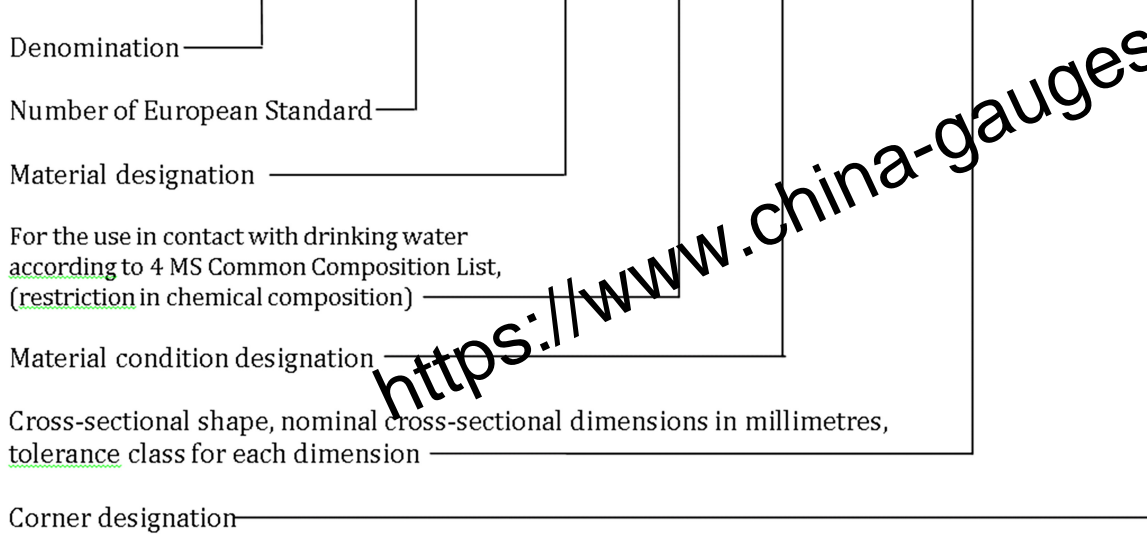 Denomination
Number of European Standard
Material designation
For the use in contact with drinking water
according to 4 MS Common Composition List,
(restriction in chemical composition)
Material condition designation
Cross-sectional shape, nominal cross-sectional dimensions in millimetres,
tolerance class for each dimension
Corner designation
https://www.china-gauges